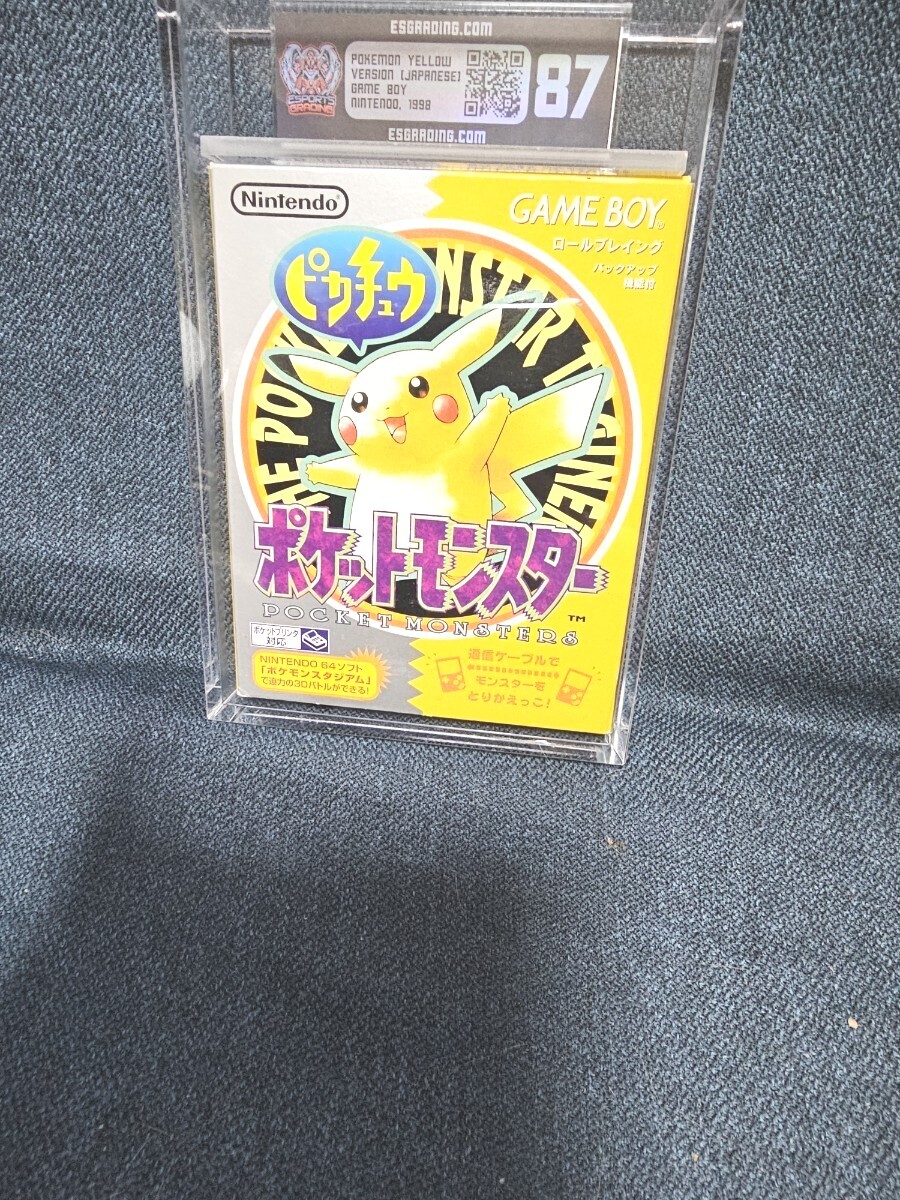 ESGRADING.COM
ESPORTS
GRADING
POKEMON YELLOW
VERSION [JAPANESE]
GAME BOY
NINTENDO, 1998
87
ESGRADING.COM
Nintendo
GAME BOY
ロールプレイング
バックアップ
機能付
ピカチュウ
ポケットモンスター
TM
POCKET MONSTERS
ポケットプリンタ
対応
NINTENDO 64ソフト
「ポケモンスタジアム」
で迫力の3Dバトルができる!
通信ケーブルで
モンスターを
とりかえっこ!